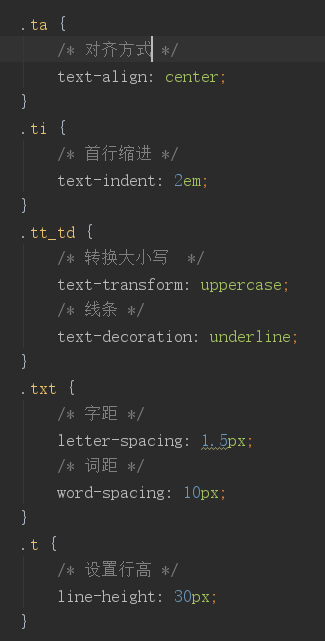 .ta {
/* 对齐方式 */
text-align: center;
}
.ti {
/* 首行缩进 */
text-indent: 2em;
}
.tt_td {
/* 转换大小写  */
text-transform: uppercase;
/* 线条 */
text-decoration: underline;
}
.txt {
/* 字距 */
letter-spacing: 1.5px;
/* 词距 */
word-spacing: 10px;
}
.t {
/* 设置行高 */
line-height: 30px;
}